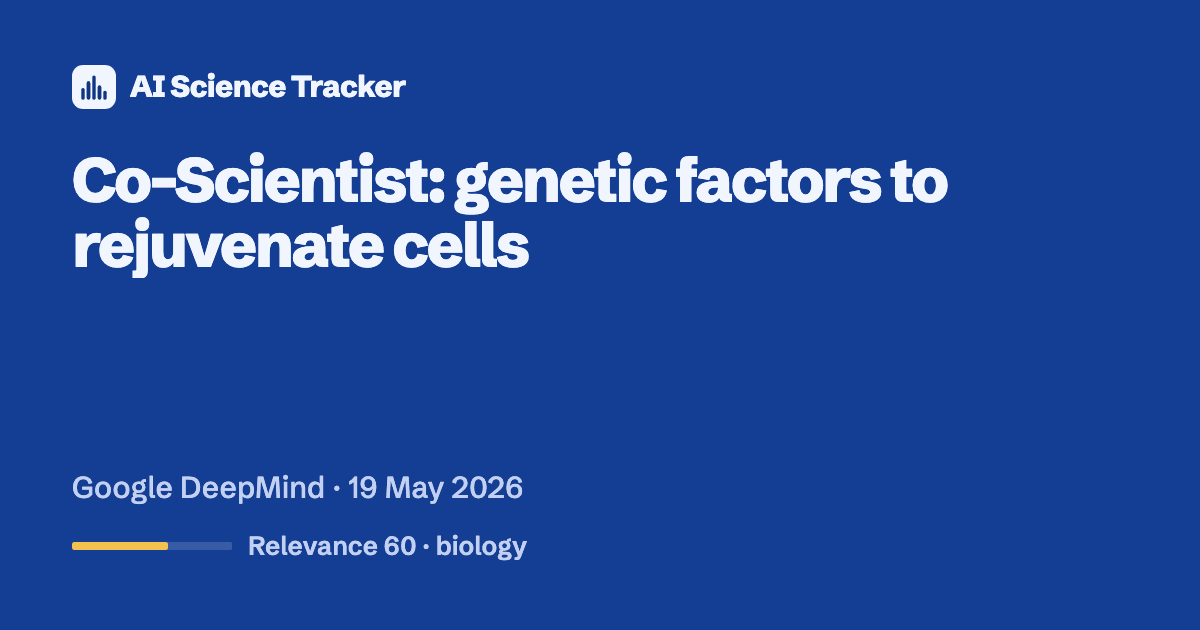 AI Science Tracker
Co-Scientist: genetic factors to
rejuvenate cells
Google DeepMind · 19 May 2026
Relevance 60 · biology